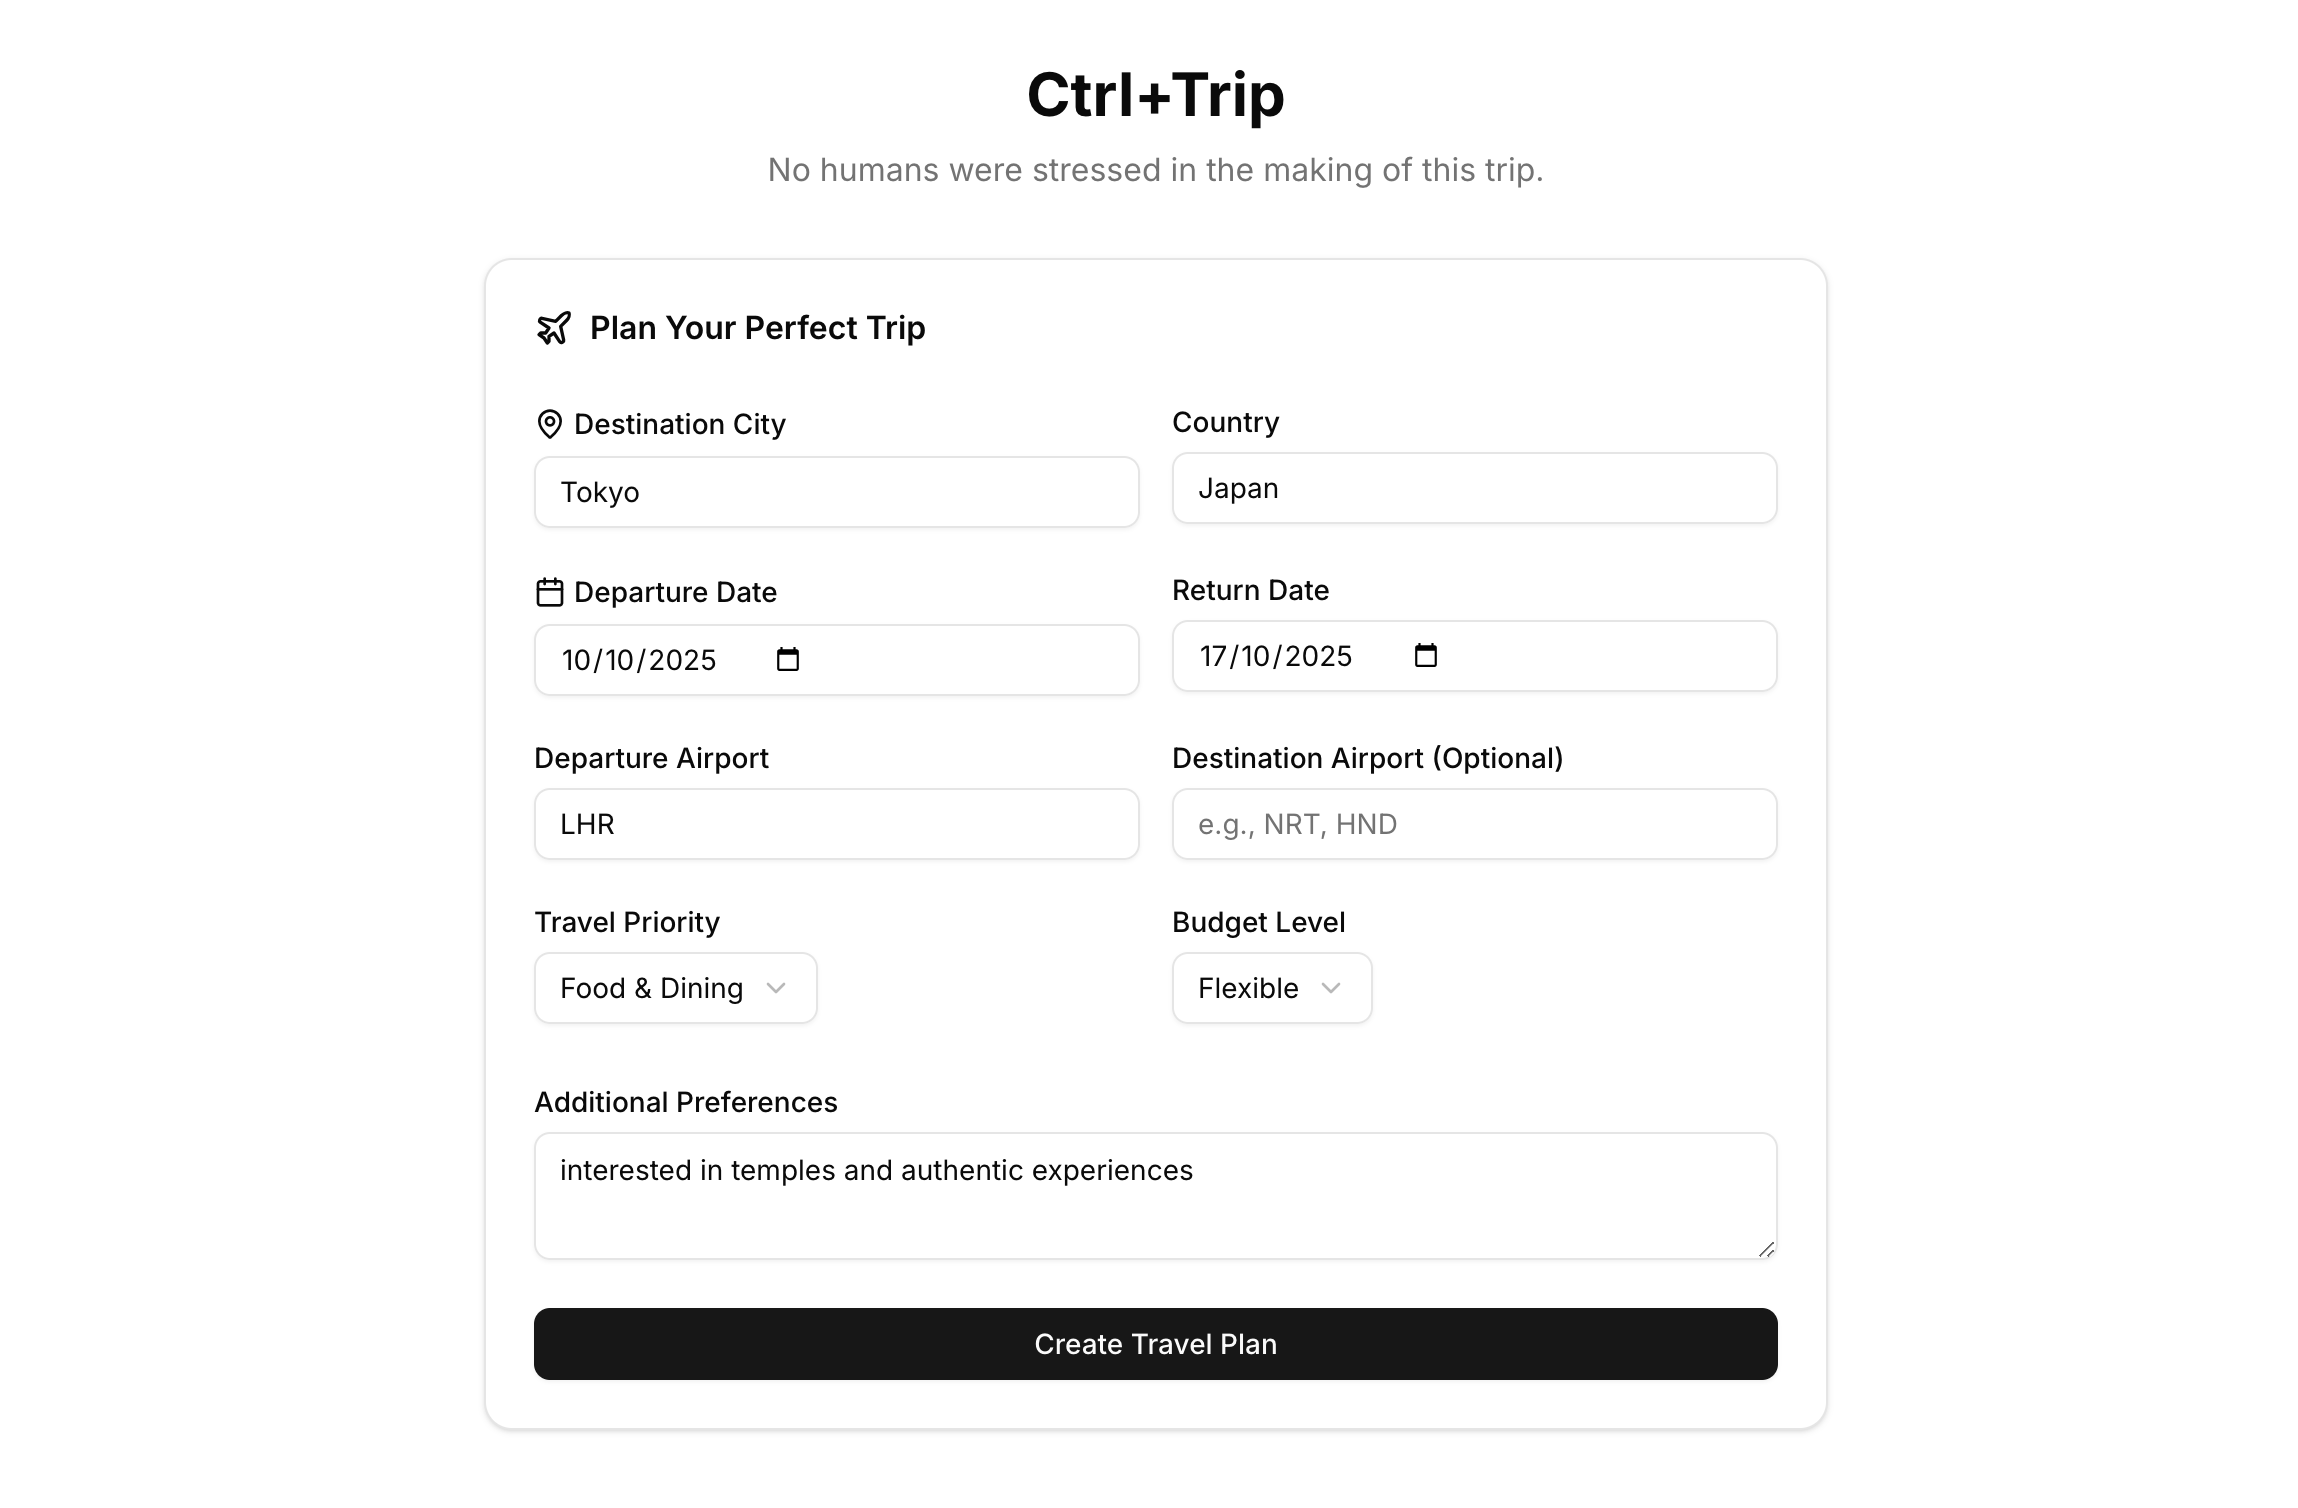 Ctrl+Trip
No humans were stressed in the making of this trip.
Plan Your Perfect Trip
Destination City
Country
Tokyo
Japan
Departure Date
Return Date
10/10/2025
17/10/2025
Departure Airport
Destination Airport (Optional)
LHR
e.g., NRT, HND
Travel Priority
Budget Level
Food & Dining
Flexible
Additional Preferences
interested in temples and authentic experiences
Create Travel Plan